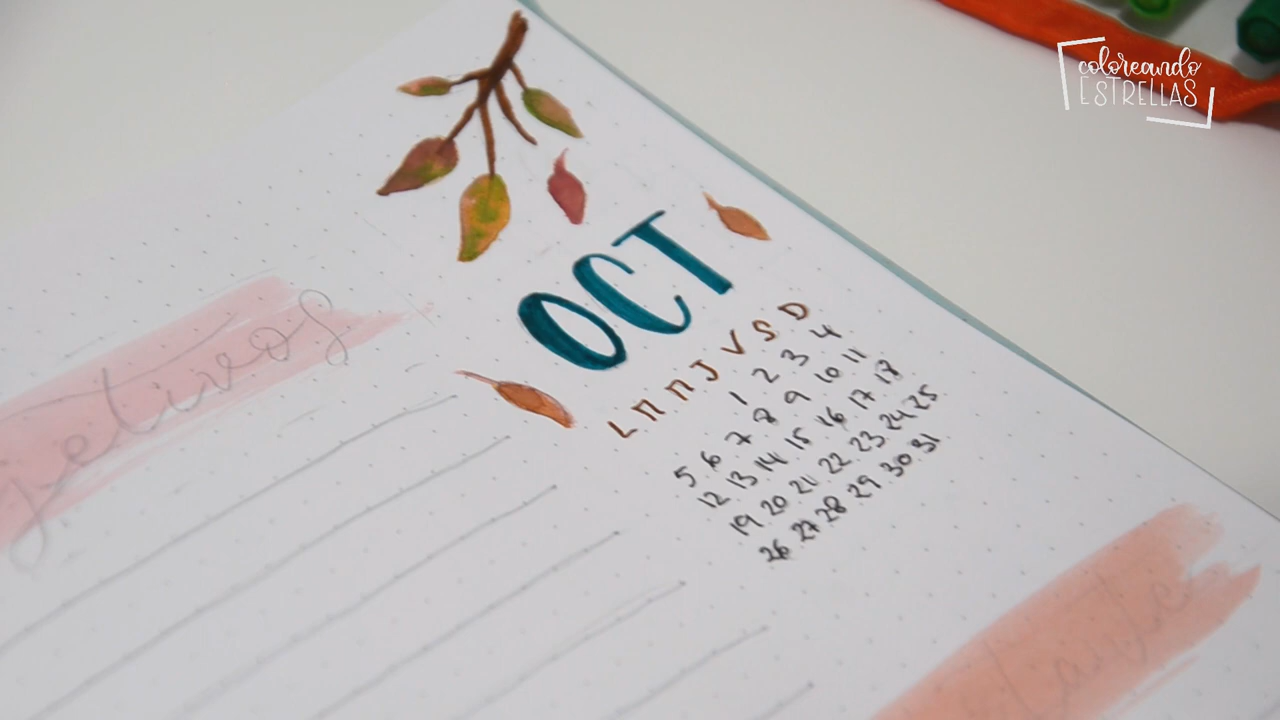 coloreando
ESTRELLAS
OCT
L M M J V S D
1 2 3 4
5 6 7 8 9 10 11
12 13 14 15 16 17 18
19 20 21 22 23 24 25
26 27 28 29 30 31
jetivos